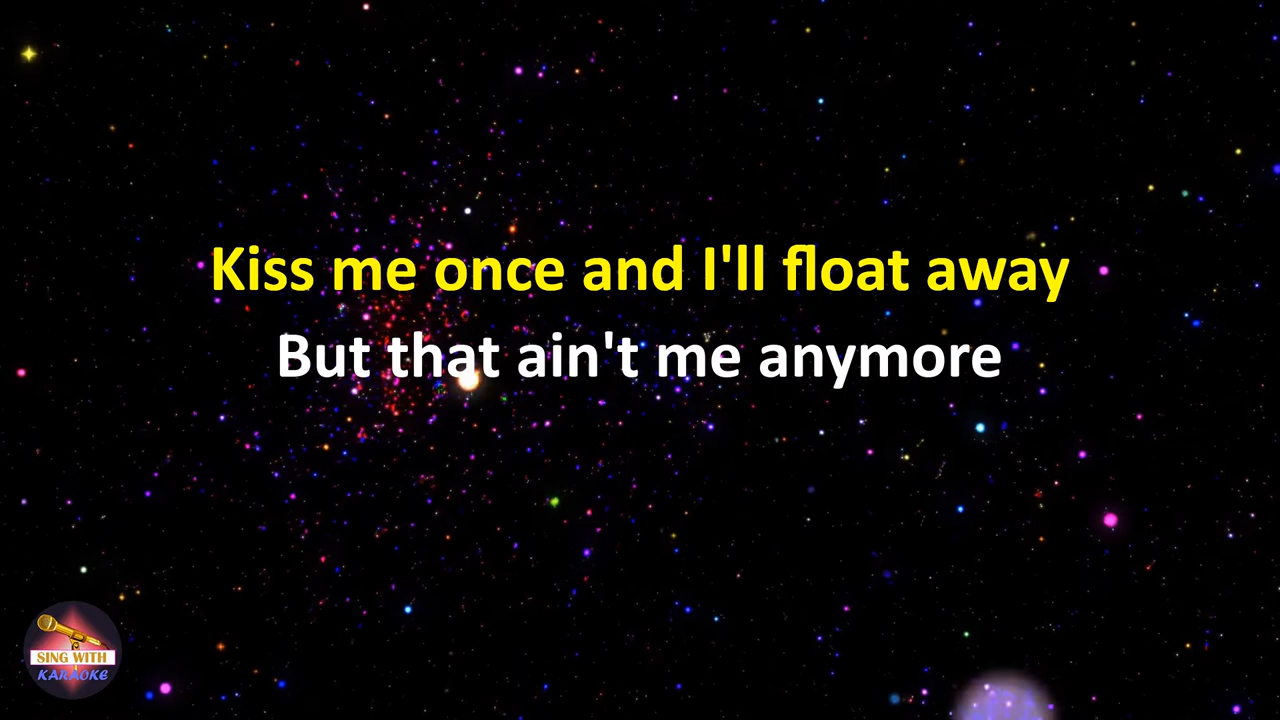 Kiss me once and I'll float away
But that ain't me anymore
SING WITH
KARAOKE